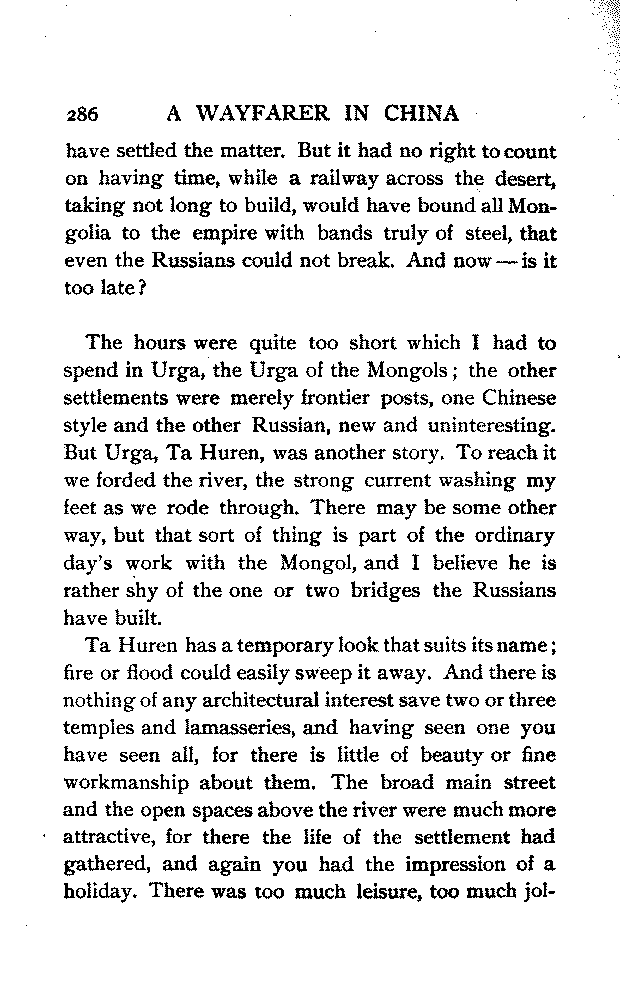 286 A WAYFARER IN CHINA
have settled the matter. But it had no right to count
on having time, while a railway across the desert,
taking not long to build, would have bound all Mon-
golia to the empire with bands truly of steel, that
even the Russians could not break. And now — is it
too late?
The hours were quite too short which I had to
spend in Urga, the Urga of the Mongols; the other
settlements were merely frontier posts, one Chinese
style and the other Russian, new and uninteresting.
But Urga, Ta Huren, was another story. To reach it
we forded the river, the strong current washing my
feet as we rode through. There may be some other
way, but that sort of thing is part of the ordinary
day's work with the Mongol, and I believe he is
rather shy of the one or two bridges the Russians
have built.
Ta Huren has a temporary look that suits its name;
fire or flood could easily sweep it away. And there is
nothing of any architectural interest save two or three
temples and lamasseries, and having seen one you
have seen all, for there is little of beauty or fine
workmanship about them. The broad main street
and the open spaces above the river were much more
attractive, for there the life of the settlement had
gathered, and again you had the impression of a
holiday. There was too much leisure, too much jol-